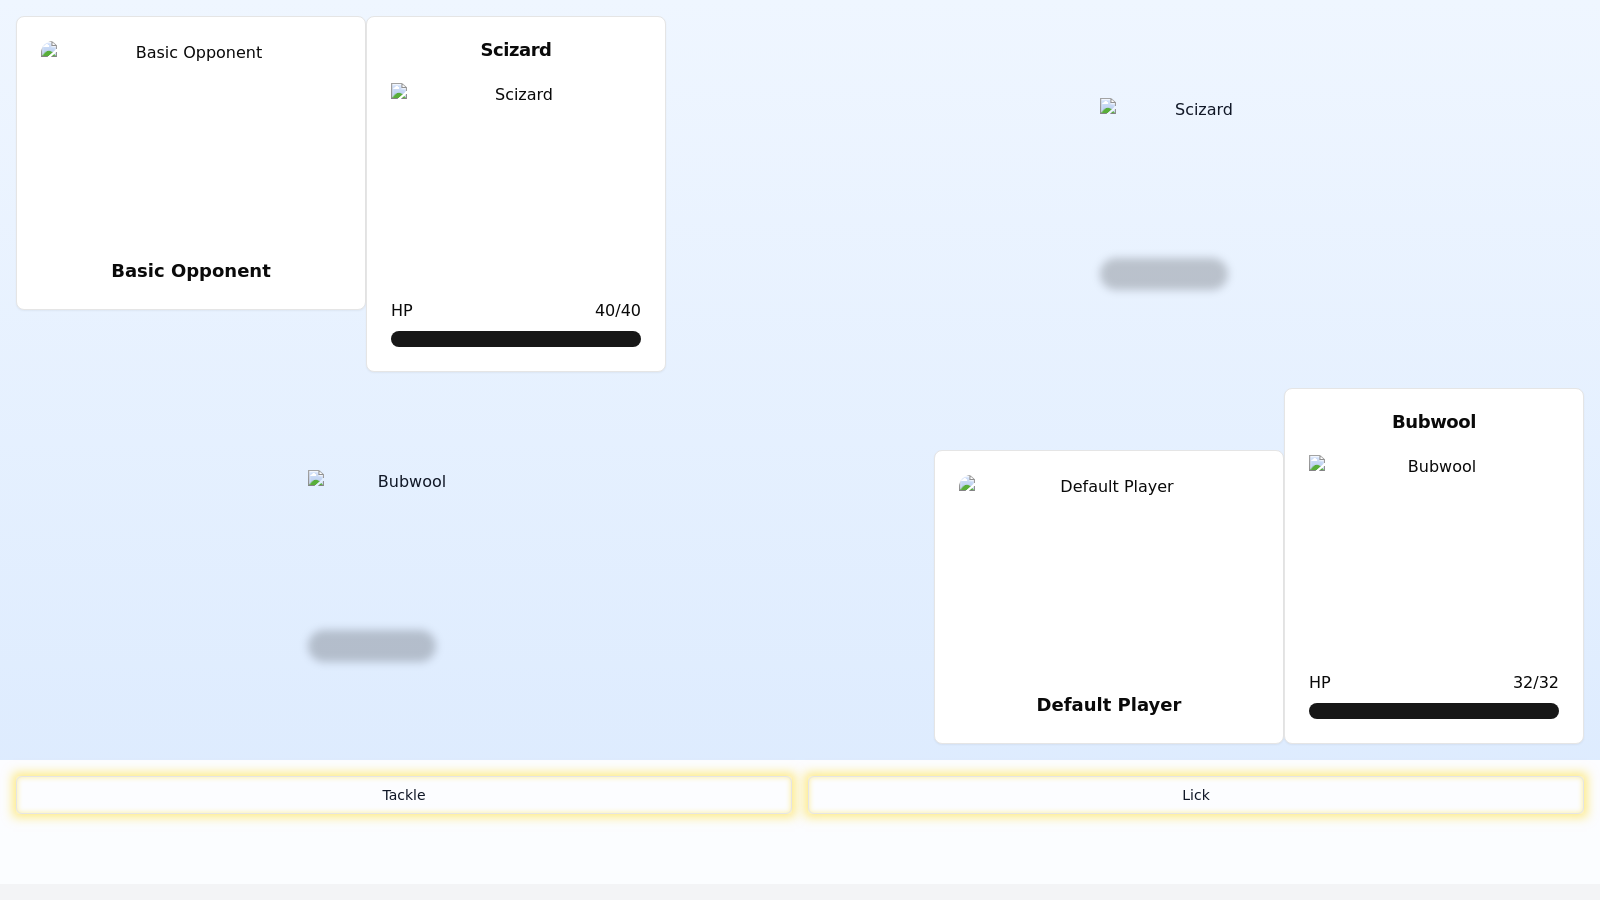 Basic Opponent
Basic Opponent
Scizard
Scizard
HP 40/40
Scizard
Bubwool
Default Player
Default Player
Bubwool
Bubwool
HP 32/32
Tackle
Lick